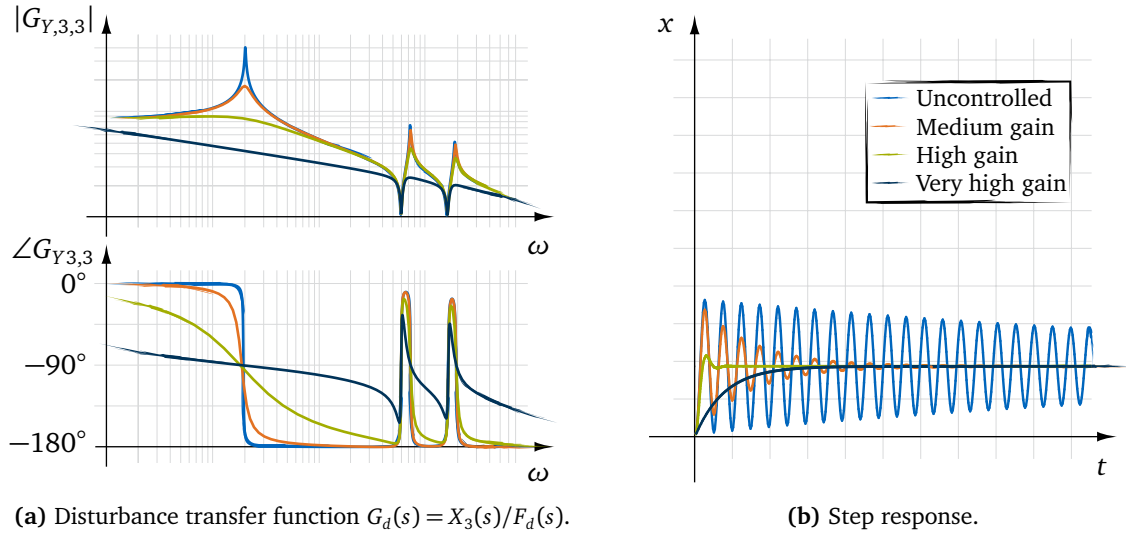 |G_{Y,3,3}|
ω
∠G_{Y3,3}
0°
−90°
−180°
ω
(a) Disturbance transfer function G_d(s) = X_3(s)/F_d(s).
x
Uncontrolled
Medium gain
High gain
Very high gain
t
(b) Step response.